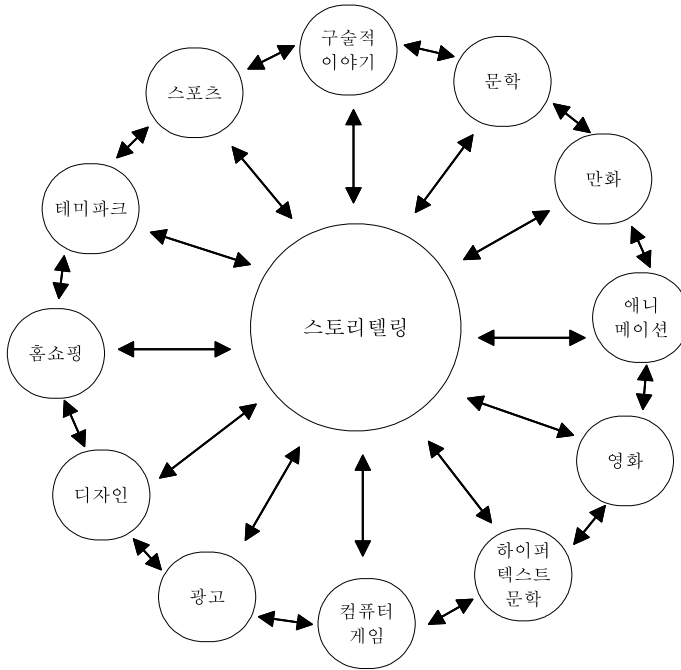 구술적
이야기
문학
만화
애니
메이션
영화
하이퍼
텍스트
문학
컴퓨터
게임
광고
디자인
홈쇼핑
테미파크
스포츠
스토리텔링